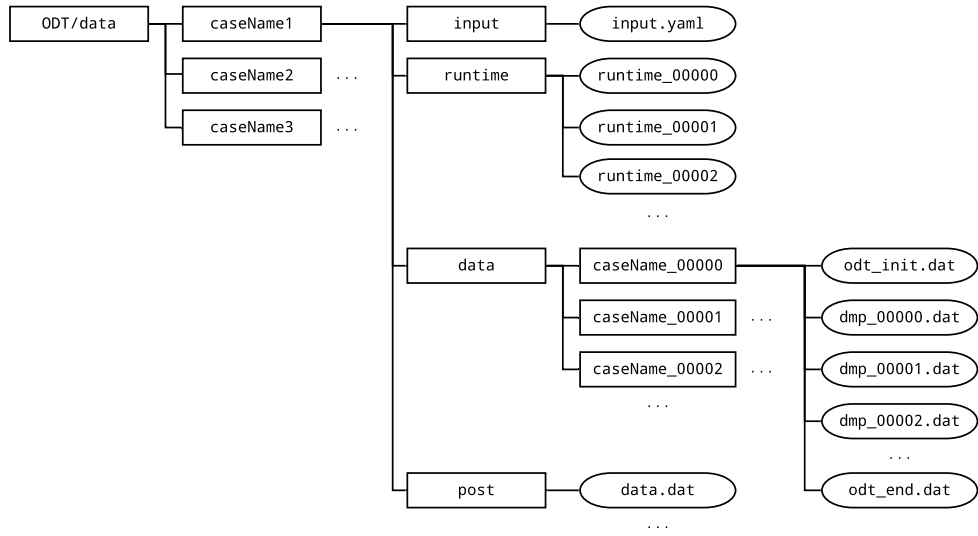 ODT/data caseName1 input input.yaml
caseName2 ... runtime runtime_00000
caseName3 ... runtime_00001
runtime_00002
...
data caseName_00000 odt_init.dat
caseName_00001 ... dmp_00000.dat
caseName_00002 ... dmp_00001.dat
...
dmp_00002.dat
...
post data.dat odt_end.dat
...